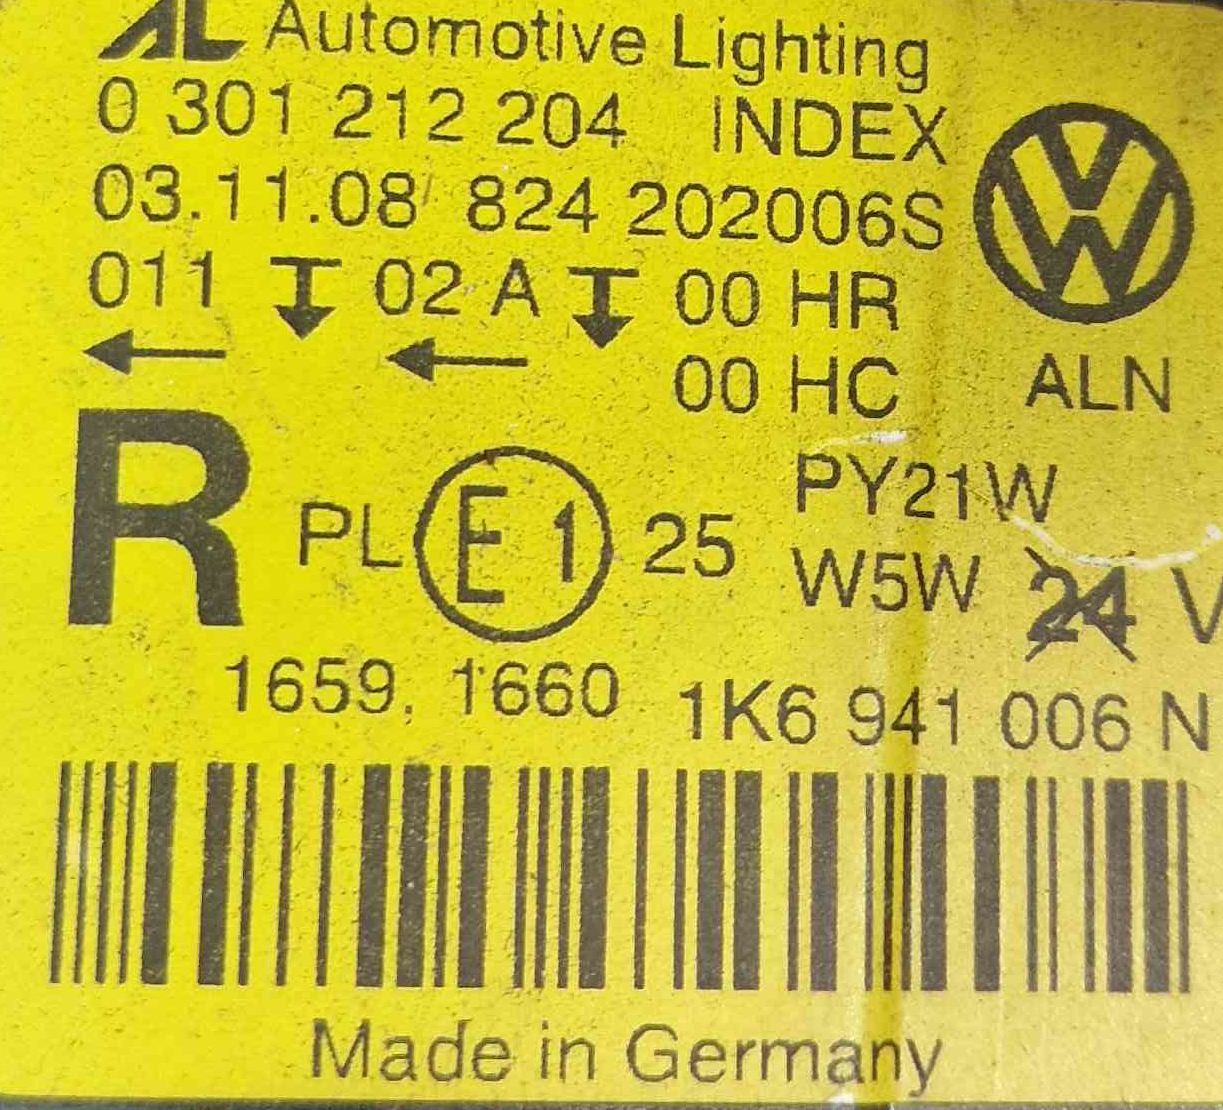 AL Automotive Lighting
0 301 212 204 INDEX
03.11.08 824 202006S
011 02 A 00 HR
00 HC ALN
R PL E1 25 PY21W
W5W 24 V
1659, 1660 1K6 941 006 N
Made in Germany